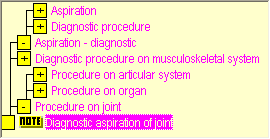 Aspiration
Diagnostic procedure
Aspiration - diagnostic
Diagnostic procedure on musculoskeletal system
Procedure on articular system
Procedure on organ
Procedure on joint
NOTE Diagnostic aspiration of joint